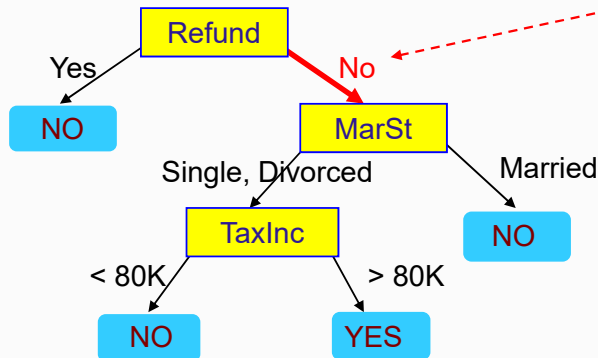 Refund
Yes
No
NO
MarSt
Single, Divorced
Married
TaxInc
NO
< 80K
> 80K
NO
YES